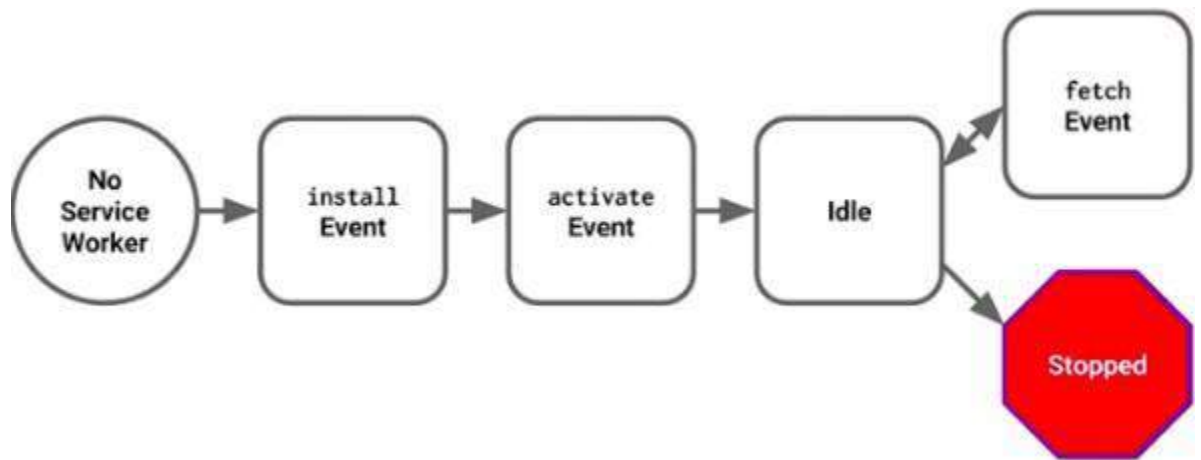 No
Service
Worker
install
Event
activate
Event
Idle
fetch
Event
Stopped